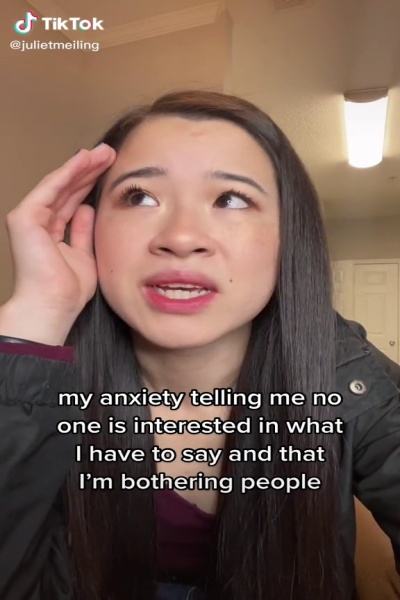 TikTok
@julietmeiling
my anxiety telling me no
one is interested in what
I have to say and that
I'm bothering people